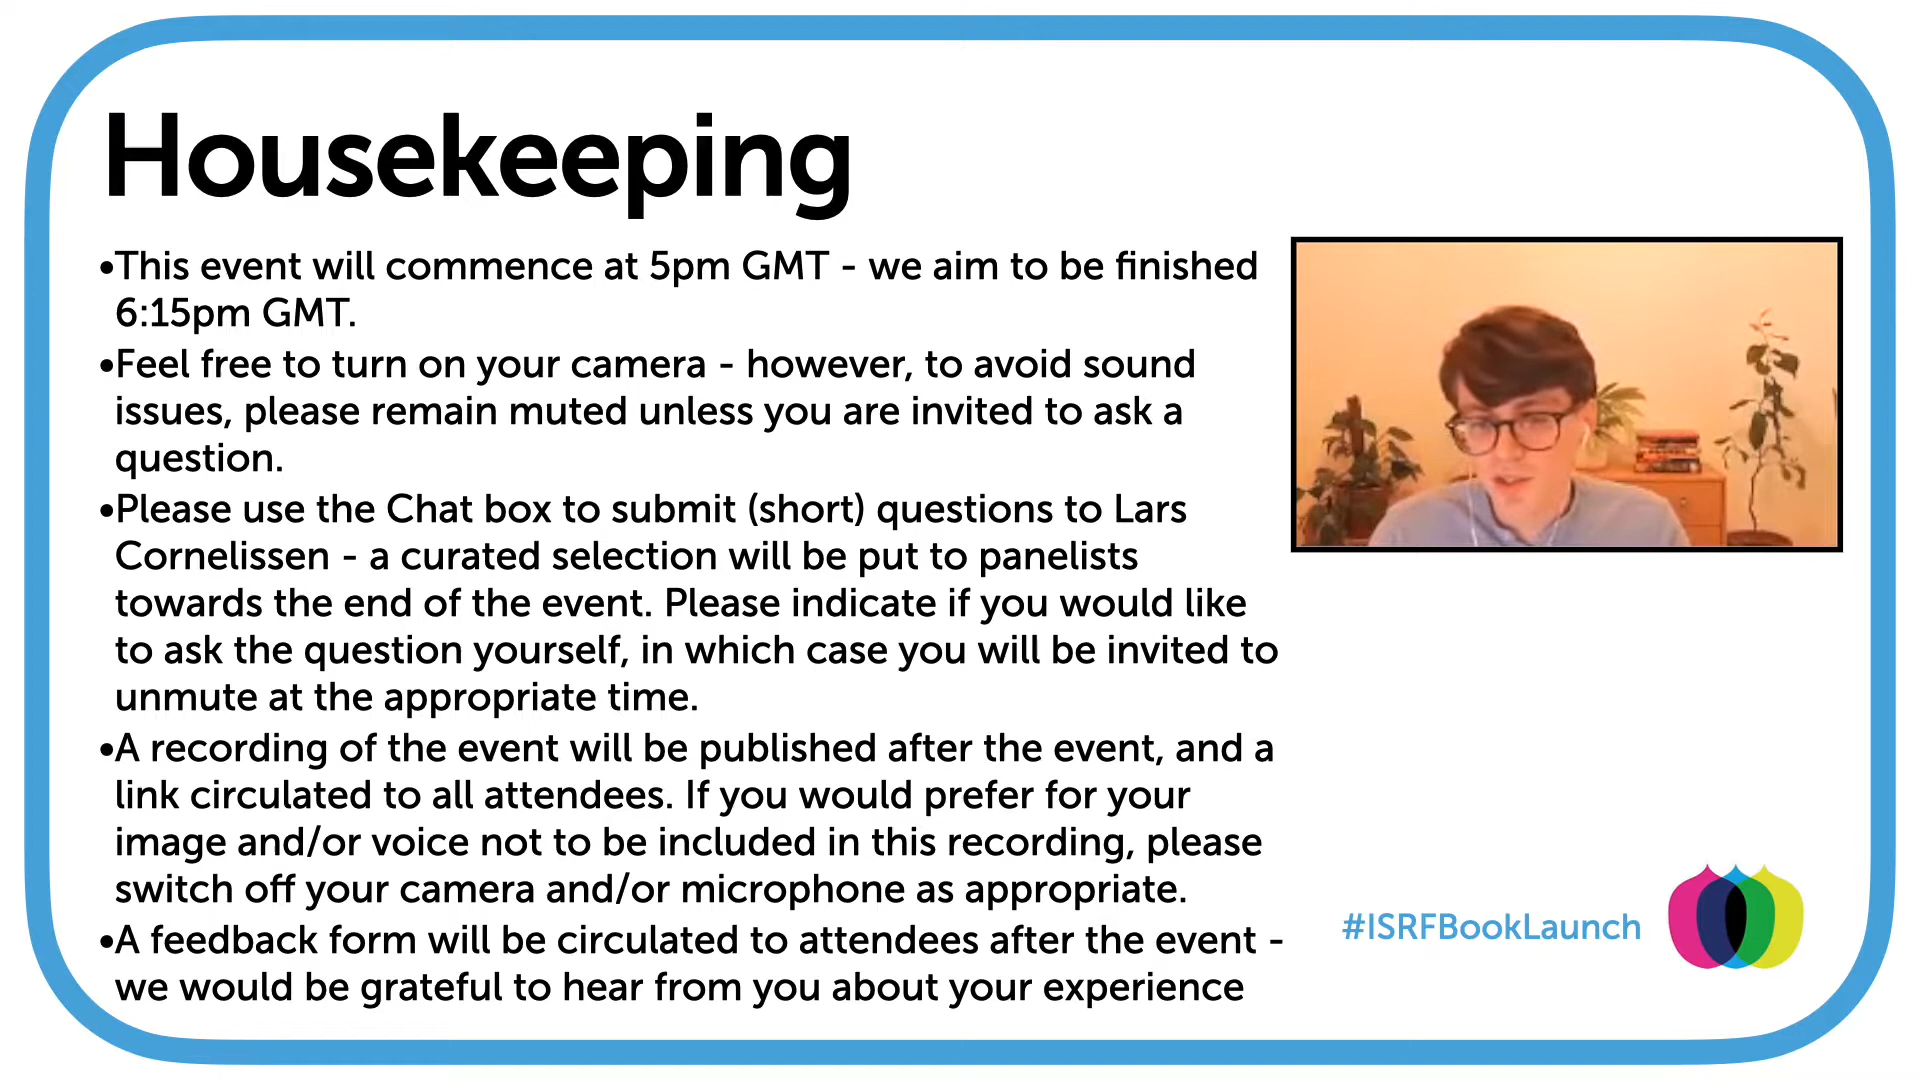 Housekeeping
•This event will commence at 5pm GMT - we aim to be finished
6:15pm GMT.
•Feel free to turn on your camera - however, to avoid sound
issues, please remain muted unless you are invited to ask a
question.
•Please use the Chat box to submit (short) questions to Lars
Cornelissen - a curated selection will be put to panelists
towards the end of the event. Please indicate if you would like
to ask the question yourself, in which case you will be invited to
unmute at the appropriate time.
•A recording of the event will be published after the event, and a
link circulated to all attendees. If you would prefer for your
image and/or voice not to be included in this recording, please
switch off your camera and/or microphone as appropriate.
•A feedback form will be circulated to attendees after the event -
we would be grateful to hear from you about your experience
#ISRFBookLaunch